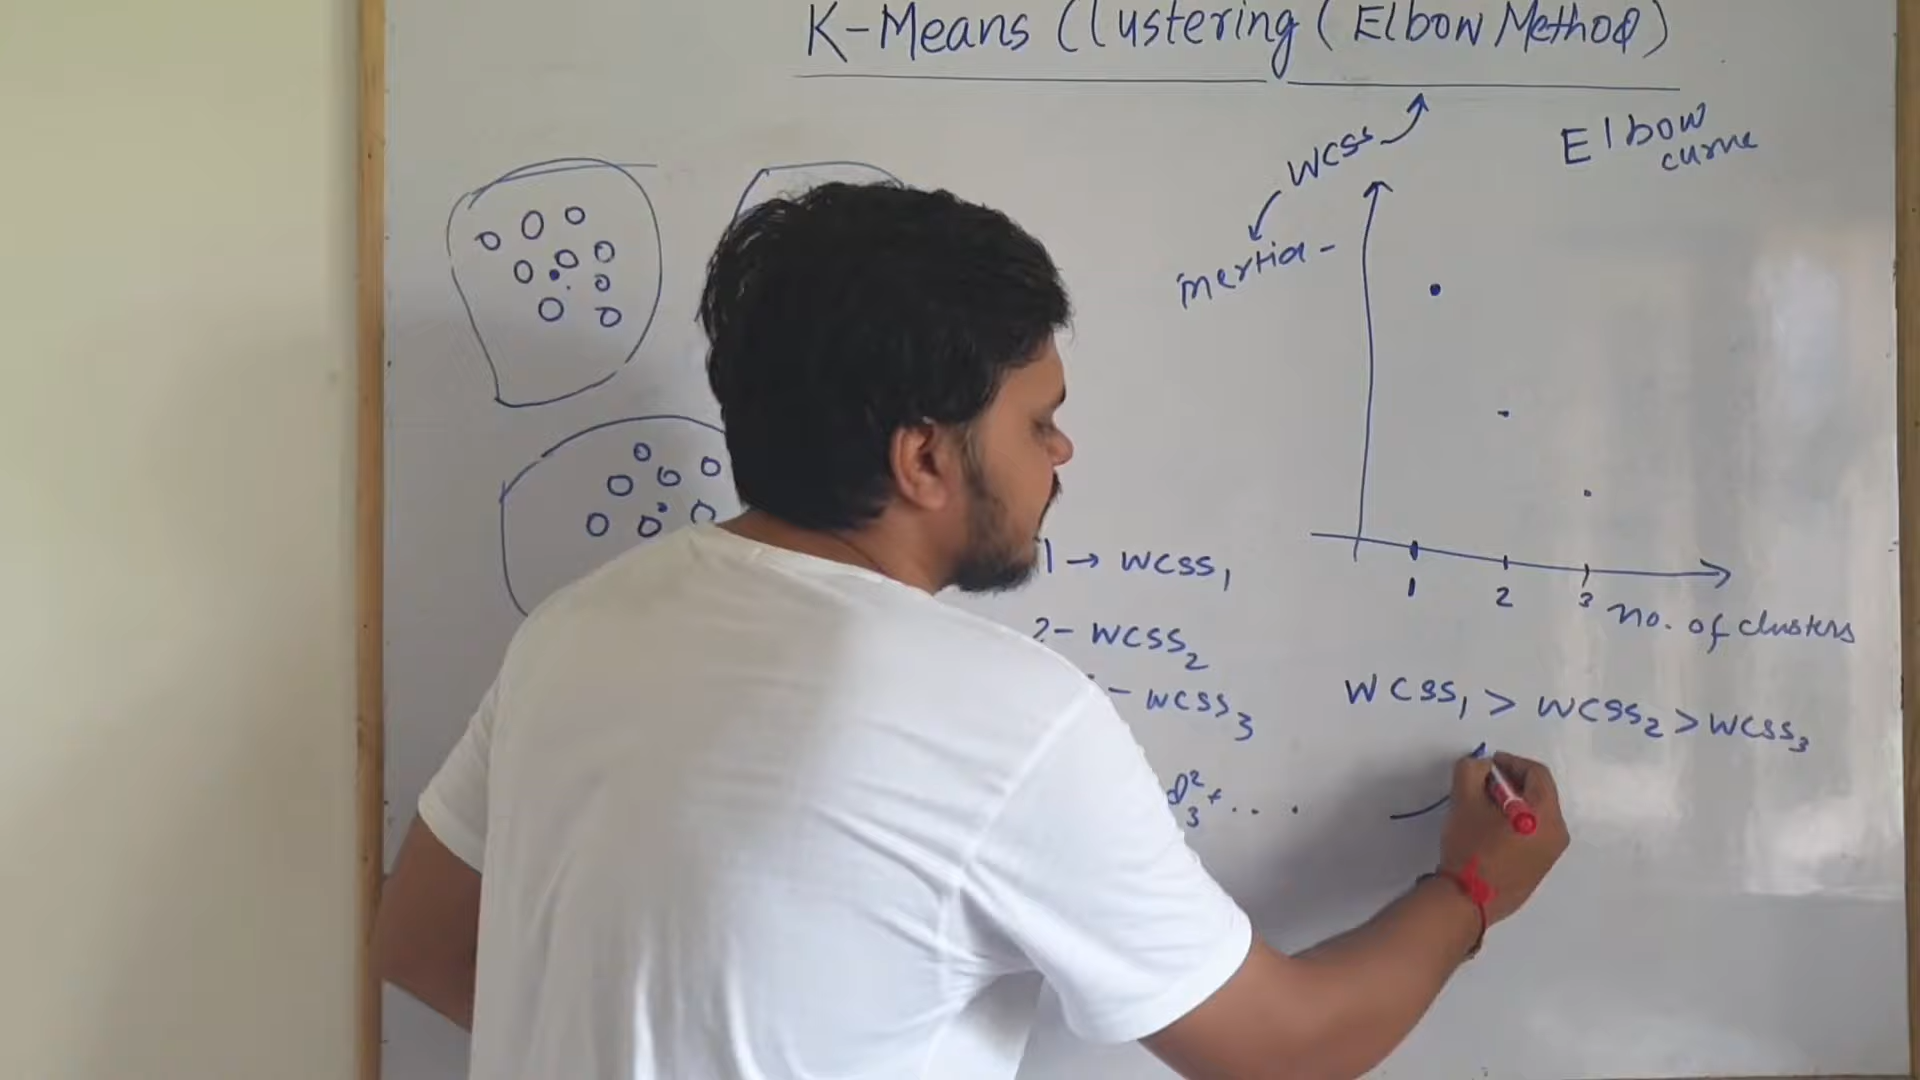 K-Means Clustering (Elbow Method)
WCSS
Elbow
curve
inertia -
1 2 3
no. of clusters
1 → WCSS1
2 - WCSS2
- WCSS3
WCSS1 > WCSS2 > WCSS3
d3² + . . .